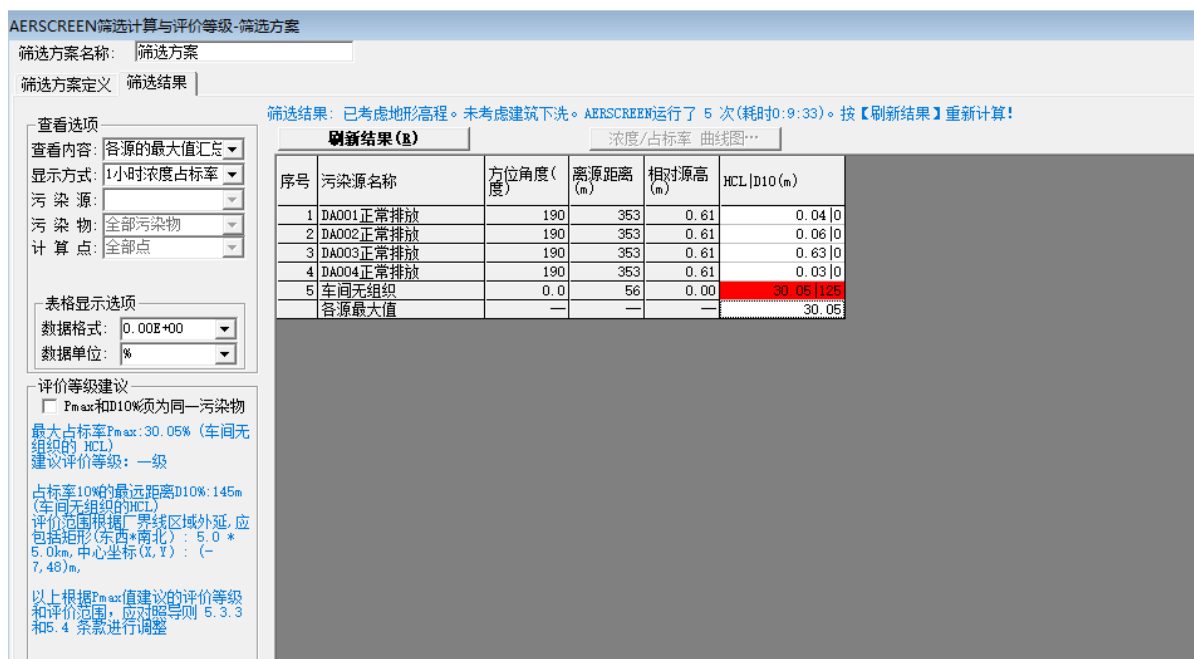 AERSCREEN筛选计算与评价等级-筛选方案
筛选方案名称: 筛选方案
筛选方案定义 筛选结果
筛选结果: 已考虑地形高程。未考虑建筑下洗。AERSCREEN运行了 5 次(耗时0:9:33)。按【刷新结果】重新计算!
刷新结果(R) 浓度/占标率 曲线图…
查看选项
查看内容: 各源的最大值汇总
显示方式: 1小时浓度占标率
污 染 源:
污 染 物: 全部污染物
计 算 点: 全部点
表格显示选项
数据格式: 0.00E+00
数据单位: %
评价等级建议
Pmax和D10%须为同一污染物
最大占标率Pmax:30.05% (车间无
组织的 HCL)
建议评价等级: 一级
占标率10%的最远距离D10%:145m
(车间无组织的HCL)
评价范围根据厂界线区域外延,应
包括矩形(东西*南北) : 5.0 *
5.0km,中心坐标(X,Y) : (-
7,48)m,
以上根据Pmax值建议的评价等级
和评价范围, 应对照导则 5.3.3
和5.4 条款进行调整
序号 污染源名称 方位角度(度) 离源距离(m) 相对源高(m) HCL|D10(m)
1 DA001正常排放 190 353 0.61 0.04|0
2 DA002正常排放 190 353 0.61 0.06|0
3 DA003正常排放 190 353 0.61 0.63|0
4 DA004正常排放 190 353 0.61 0.03|0
5 车间无组织 0.0 56 0.00 30.05|125
各源最大值 — — — 30.05